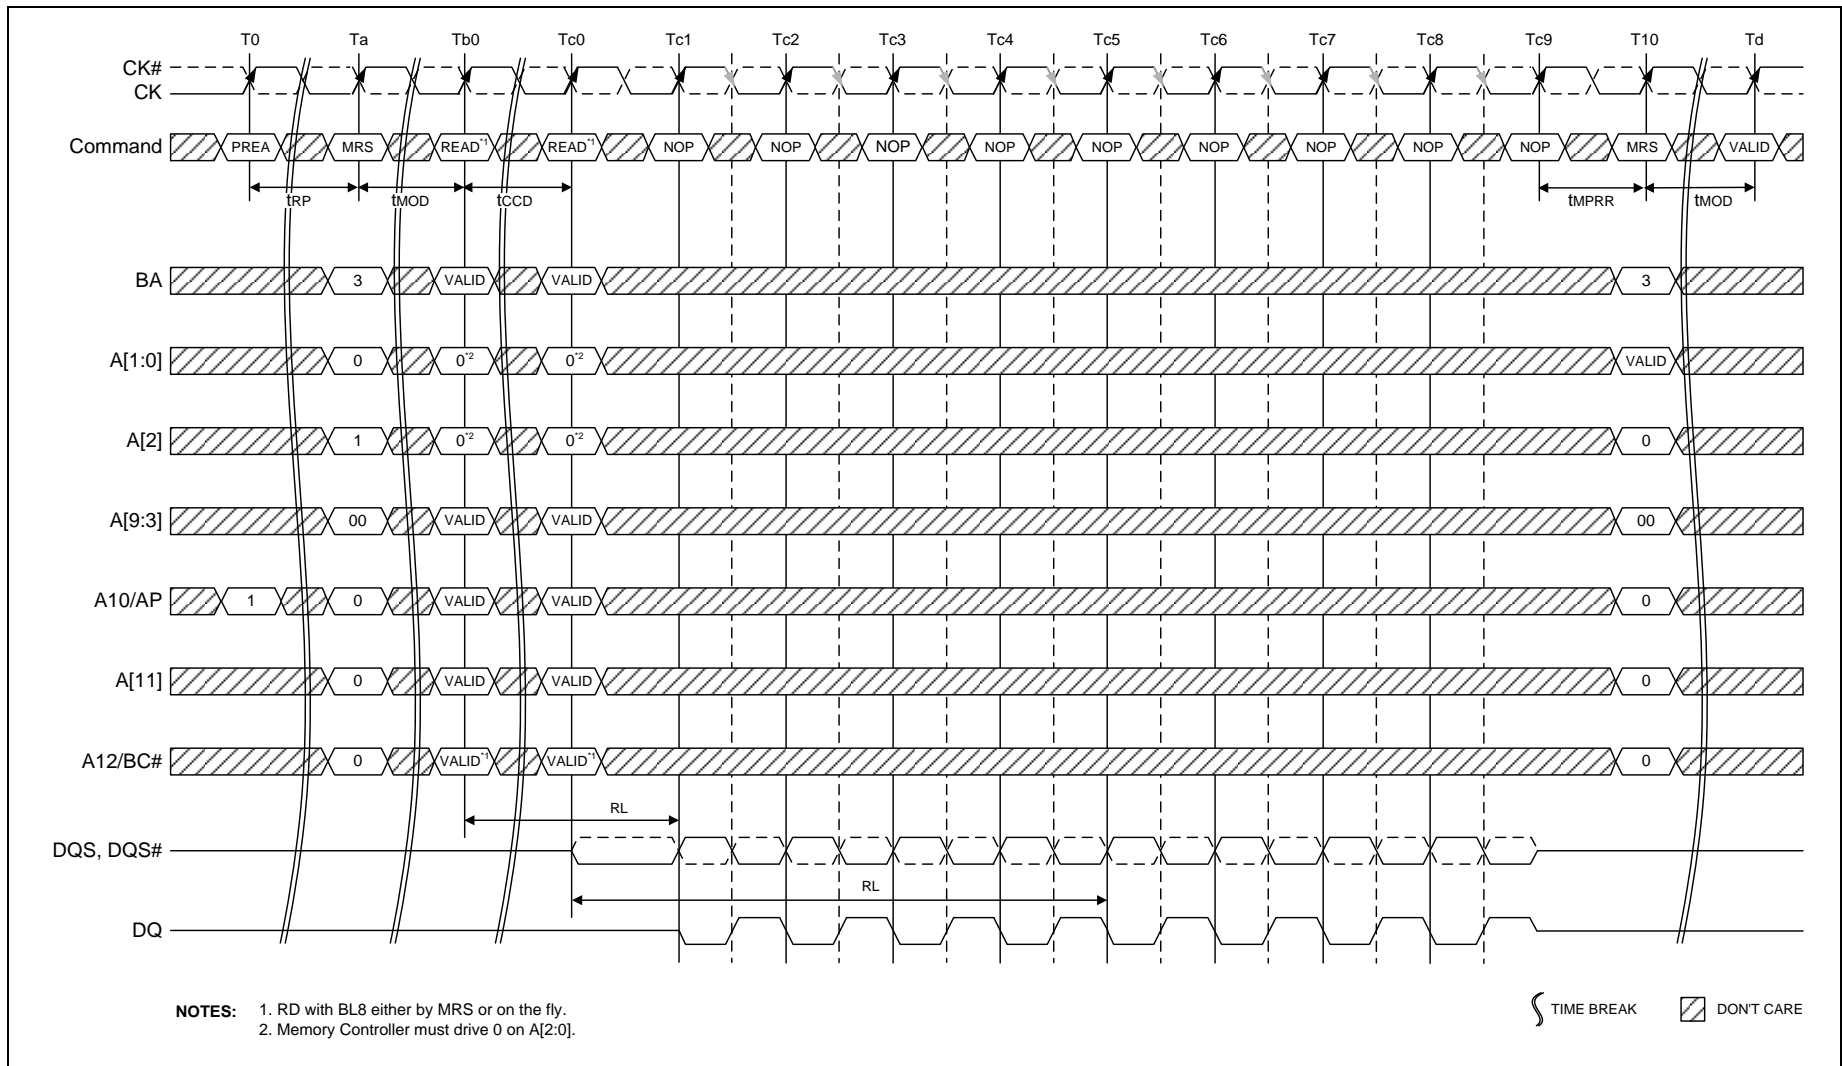 T0 Ta Tb0 Tc0 Tc1 Tc2 Tc3 Tc4 Tc5 Tc6 Tc7 Tc8 Tc9 T10 Td
CK#
CK
Command PREA MRS READ*1 READ*1 NOP NOP NOP NOP NOP NOP NOP NOP NOP MRS VALID
tRP tMOD tCCD tMPRR tMOD
BA 3 VALID VALID 3
A[1:0] 0 0*2 0*2 VALID
A[2] 1 0*2 0*2 0
A[9:3] 00 VALID VALID 00
A10/AP 1 0 VALID VALID 0
A[11] 0 VALID VALID 0
A12/BC# 0 VALID*1 VALID*1 0
RL
DQS, DQS#
RL
DQ
NOTES: 1. RD with BL8 either by MRS or on the fly.
2. Memory Controller must drive 0 on A[2:0].
TIME BREAK DON'T CARE